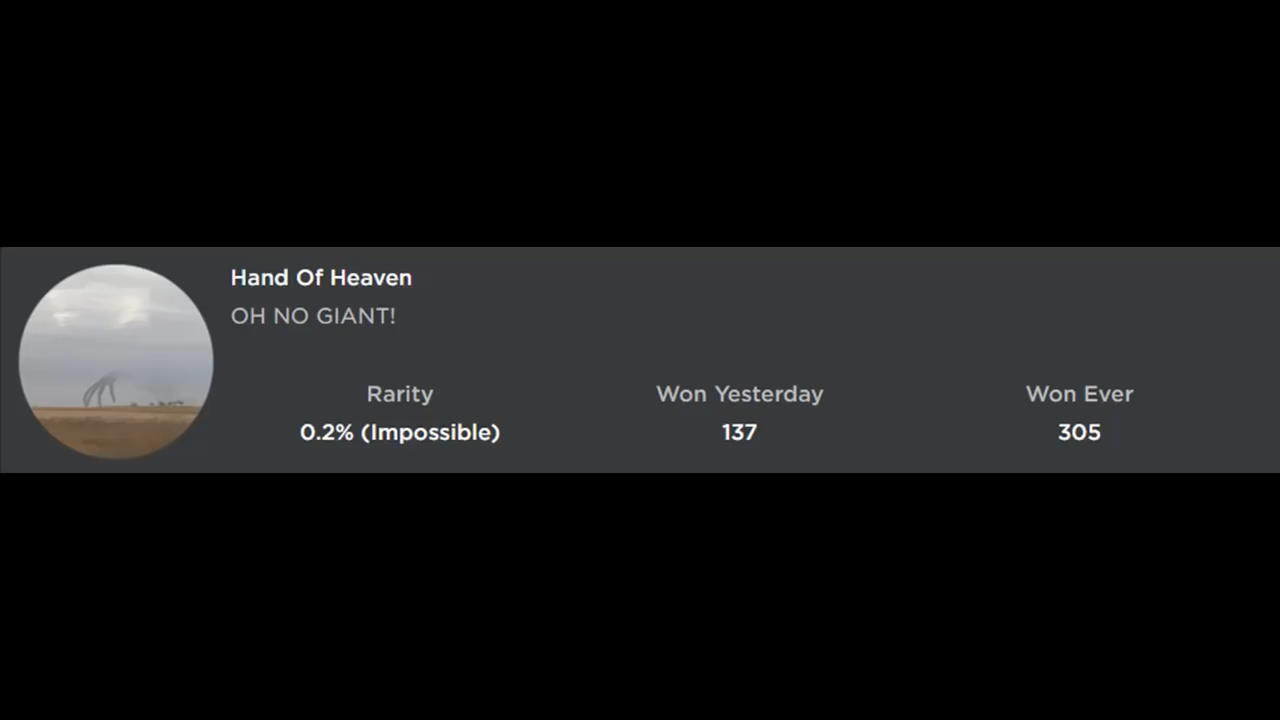 Hand Of Heaven
OH NO GIANT!
Rarity Won Yesterday Won Ever
0.2% (Impossible) 137 305